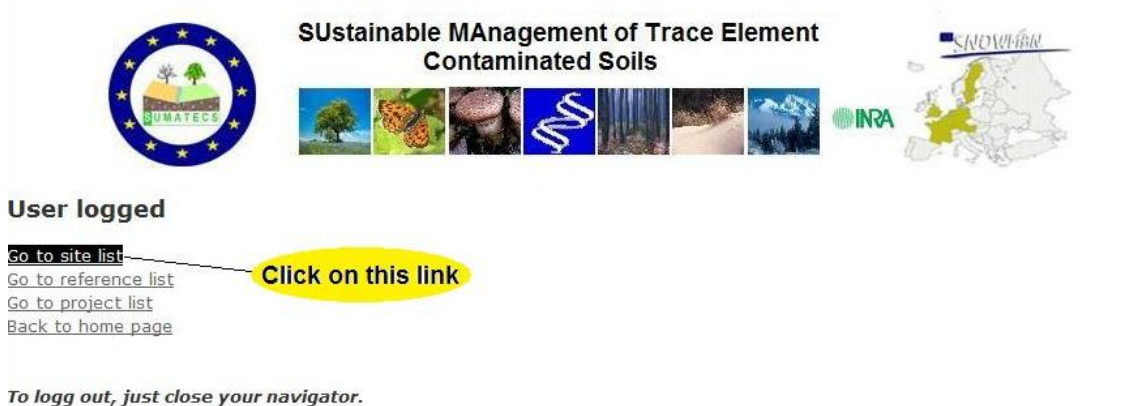 SUstainable MAnagement of Trace Element
Contaminated Soils
SUMATECS
INRA
SNOWMAN
User logged
Go to site list
Click on this link
Go to reference list
Go to project list
Back to home page
To logg out, just close your navigator.